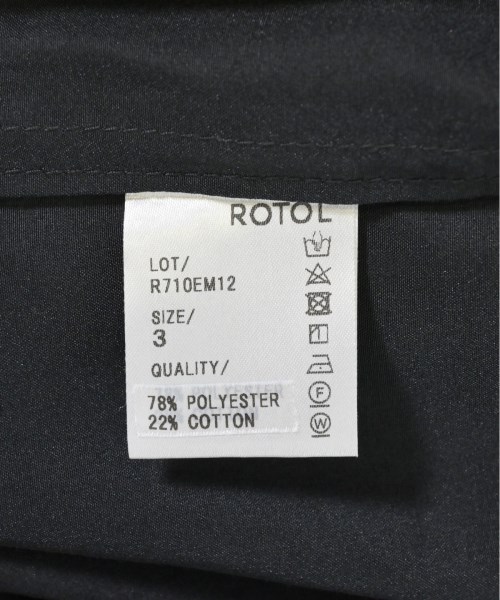 ROTOL
LOT/
R710EM12
SIZE/
3
QUALITY/
78% POLYESTER
22% COTTON
F
W